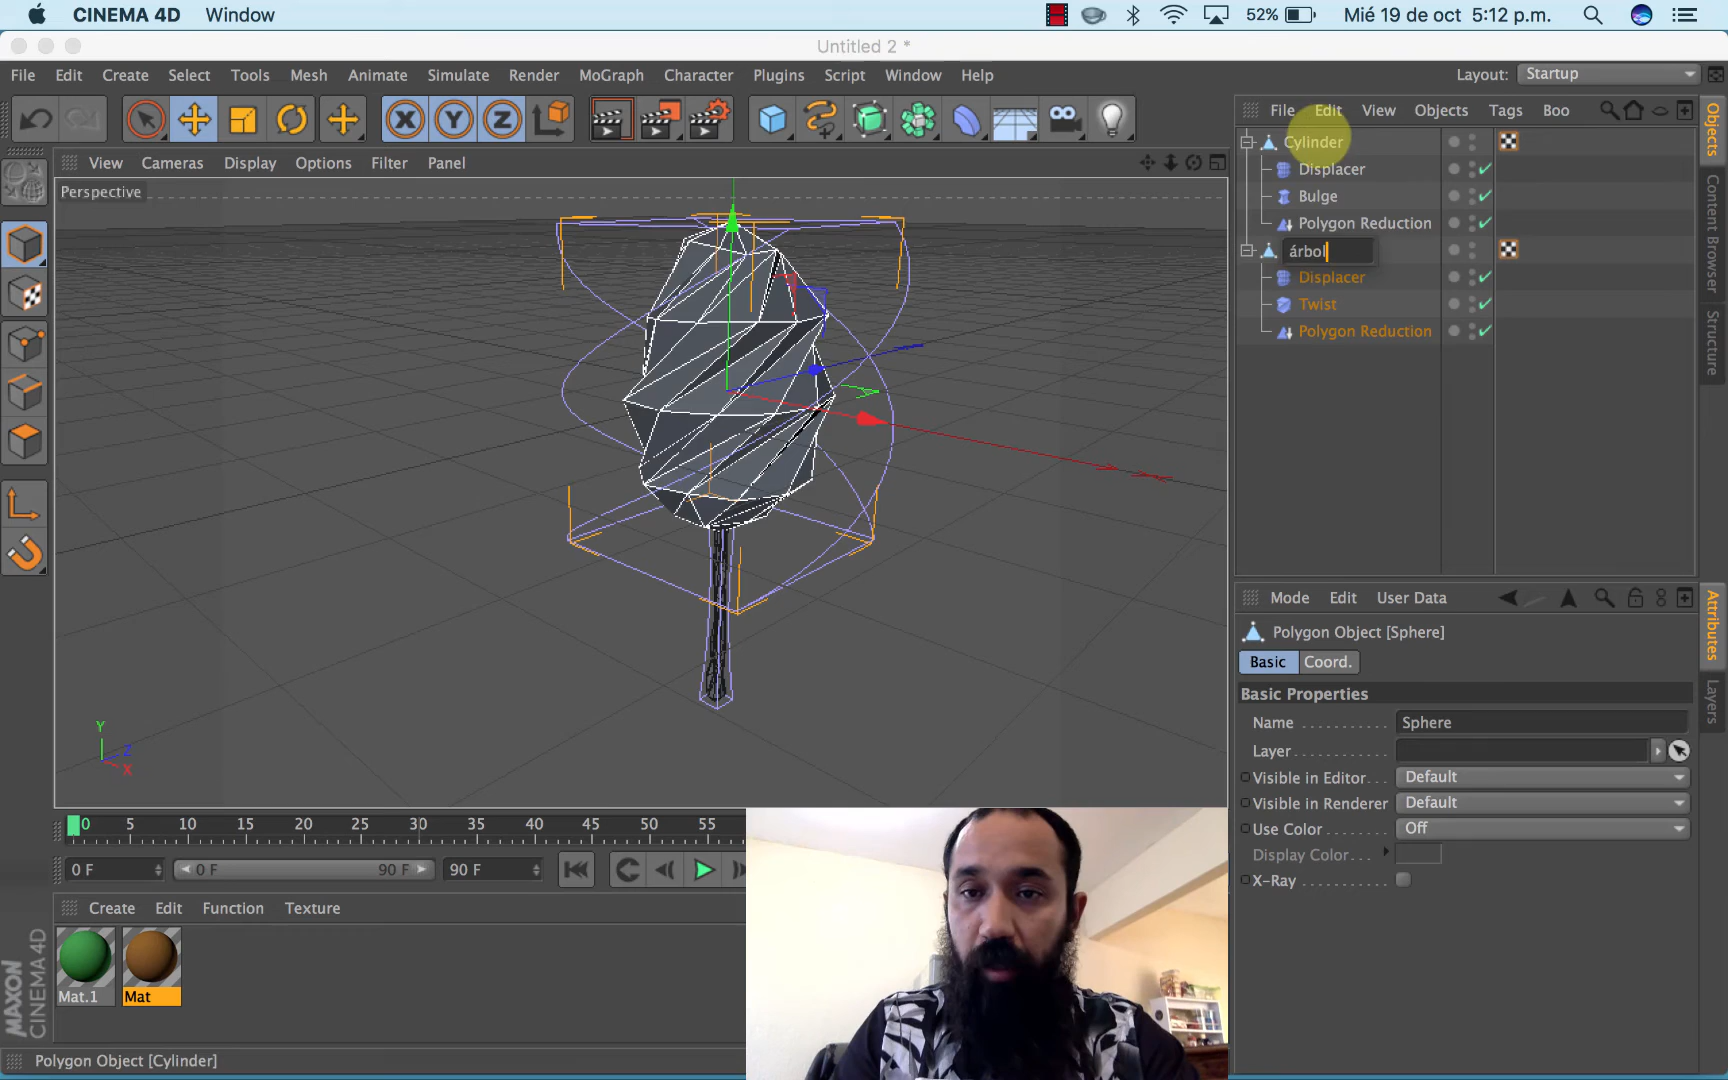 CINEMA 4D Window 52% Mié 19 de oct 5:12 p.m.
Untitled 2 *
File Edit Create Select Tools Mesh Animate Simulate Render MoGraph Character Plugins Script Window Help Layout: Startup
File Edit View Objects Tags Boo
View Cameras Display Options Filter Panel
Perspective
X Y Z
Cylinder
Displacer
Bulge
Polygon Reduction
árbol
Displacer
Twist
Polygon Reduction
Objects
Content Browser
Structure
Y
Z
X
Mode Edit User Data
Polygon Object [Sphere]
Basic Coord.
Basic Properties
Name Sphere
Layer
Visible in Editor Default
Visible in Renderer Default
Use Color Off
Display Color
X-Ray
Attributes
Layers
0 5 10 15 20 25 30 35 40 45 50 55
0 F 0 F 90 F 90 F
Create Edit Function Texture
Mat.1 Mat
MAXON
CINEMA 4D
Polygon Object [Cylinder]